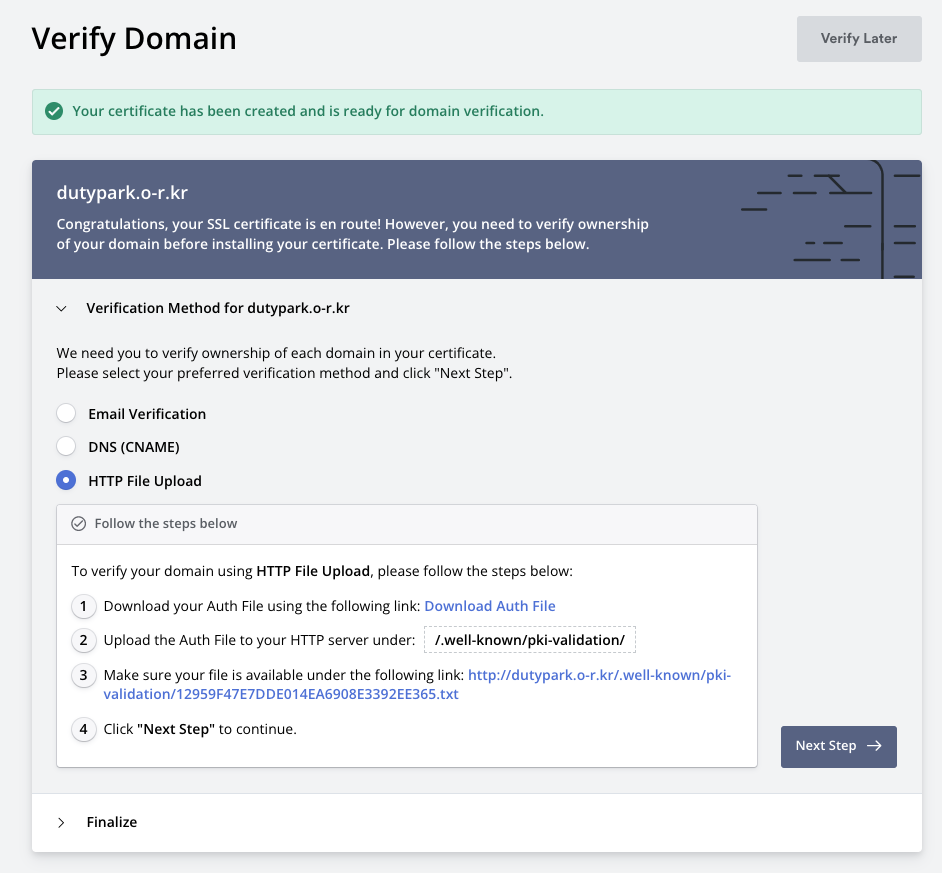 Verify Domain
Verify Later
Your certificate has been created and is ready for domain verification.
dutypark.o-r.kr
Congratulations, your SSL certificate is en route! However, you need to verify ownership
of your domain before installing your certificate. Please follow the steps below.
Verification Method for dutypark.o-r.kr
We need you to verify ownership of each domain in your certificate.
Please select your preferred verification method and click "Next Step".
Email Verification
DNS (CNAME)
HTTP File Upload
Follow the steps below
To verify your domain using HTTP File Upload, please follow the steps below:
1 Download your Auth File using the following link: Download Auth File
2 Upload the Auth File to your HTTP server under: /.well-known/pki-validation/
3 Make sure your file is available under the following link: http://dutypark.o-r.kr/.well-known/pki-
validation/12959F47E7DDE014EA6908E3392EE365.txt
4 Click "Next Step" to continue.
Next Step
Finalize